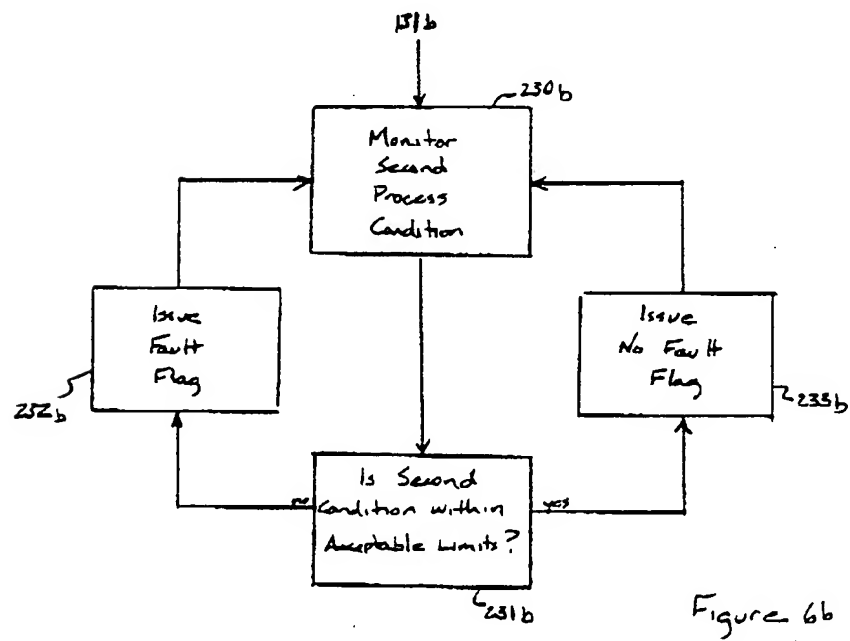 131b
230b
Monitor
Second
Process
Condition
Issue
Fault
Flag
232b
Issue
No Fault
Flag
233b
Is Second
no Condition within yes
Acceptable Limits?
231b
Figure 6b